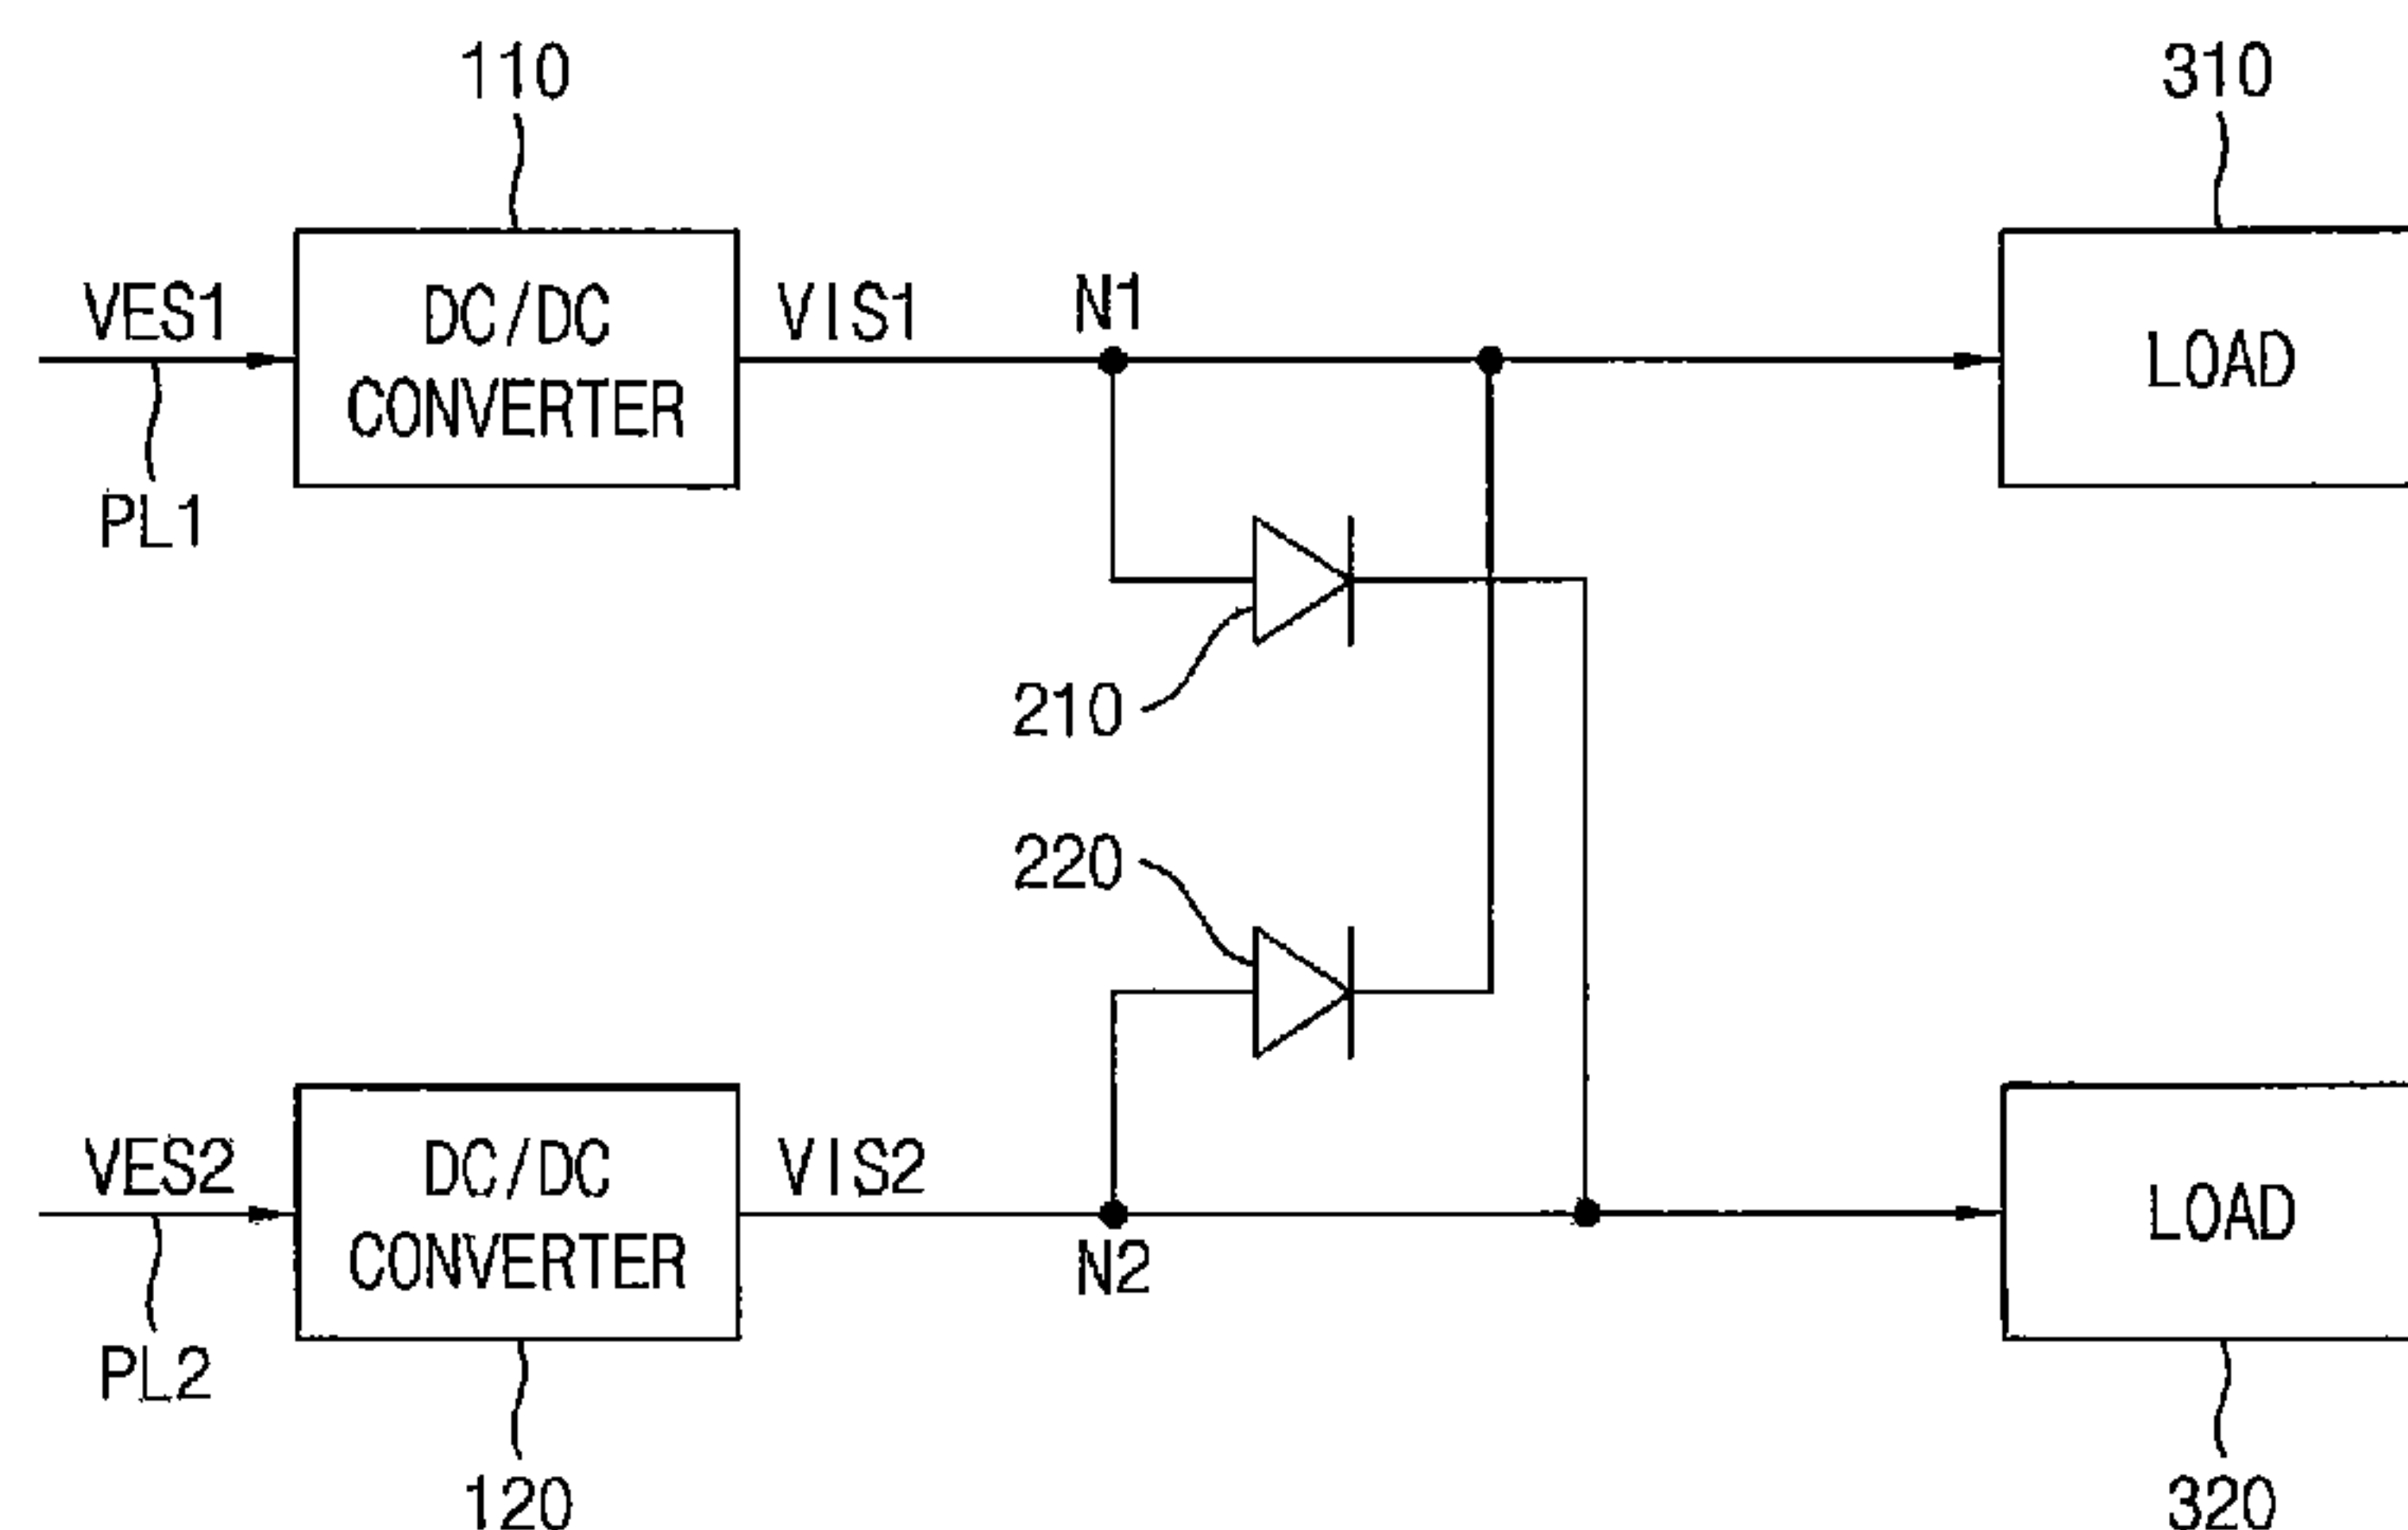 110
310
VES1
DC/DC
CONVERTER
VIS1
N1
LOAD
PL1
210
220
VES2
DC/DC
CONVERTER
VIS2
N2
LOAD
PL2
120
320